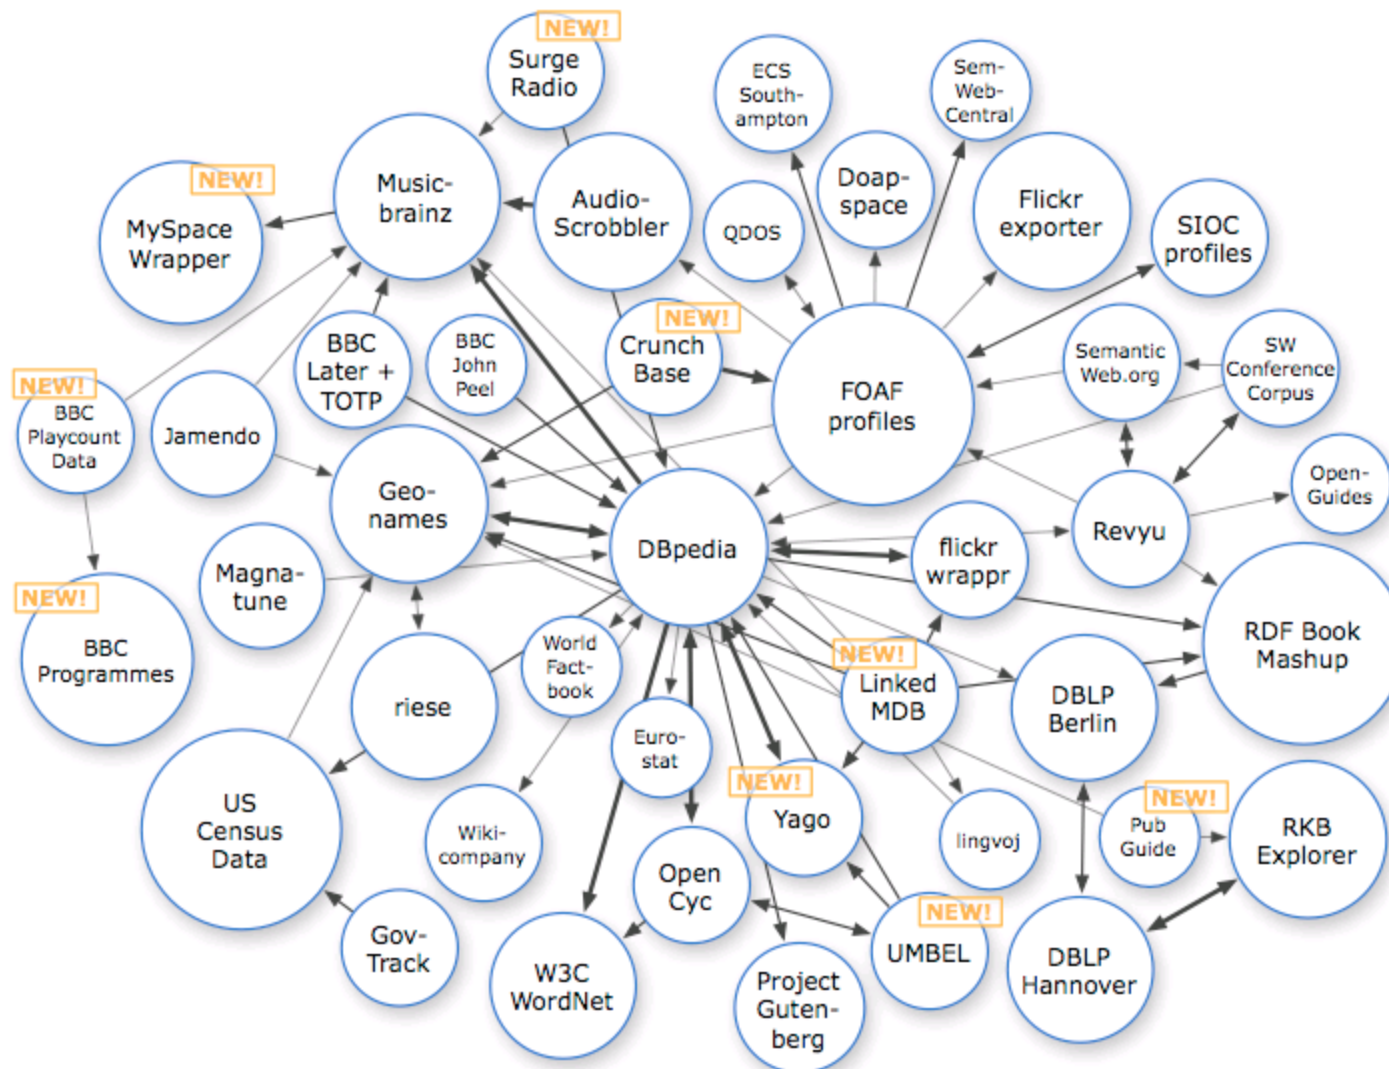 NEW!
Surge
Radio
ECS
South-
ampton
Sem-
Web-
Central
NEW!
MySpace
Wrapper
Music-
brainz
Audio-
Scrobbler
QDOS
Doap-
space
Flickr
exporter
SIOC
profiles
NEW!
BBC
Playcount
Data
Jamendo
BBC
Later +
TOTP
BBC
John
Peel
NEW!
Crunch
Base
FOAF
profiles
Semantic
Web.org
SW
Conference
Corpus
Open-
Guides
Geo-
names
DBpedia
flickr
wrappr
Revyu
Magna-
tune
NEW!
BBC
Programmes
riese
World
Fact-
book
Euro-
stat
NEW!
Linked
MDB
DBLP
Berlin
RDF Book
Mashup
US
Census
Data
Wiki-
company
NEW!
Yago
lingvoj
NEW!
Pub
Guide
RKB
Explorer
Gov-
Track
W3C
WordNet
Open
Cyc
Project
Guten-
berg
NEW!
UMBEL
DBLP
Hannover